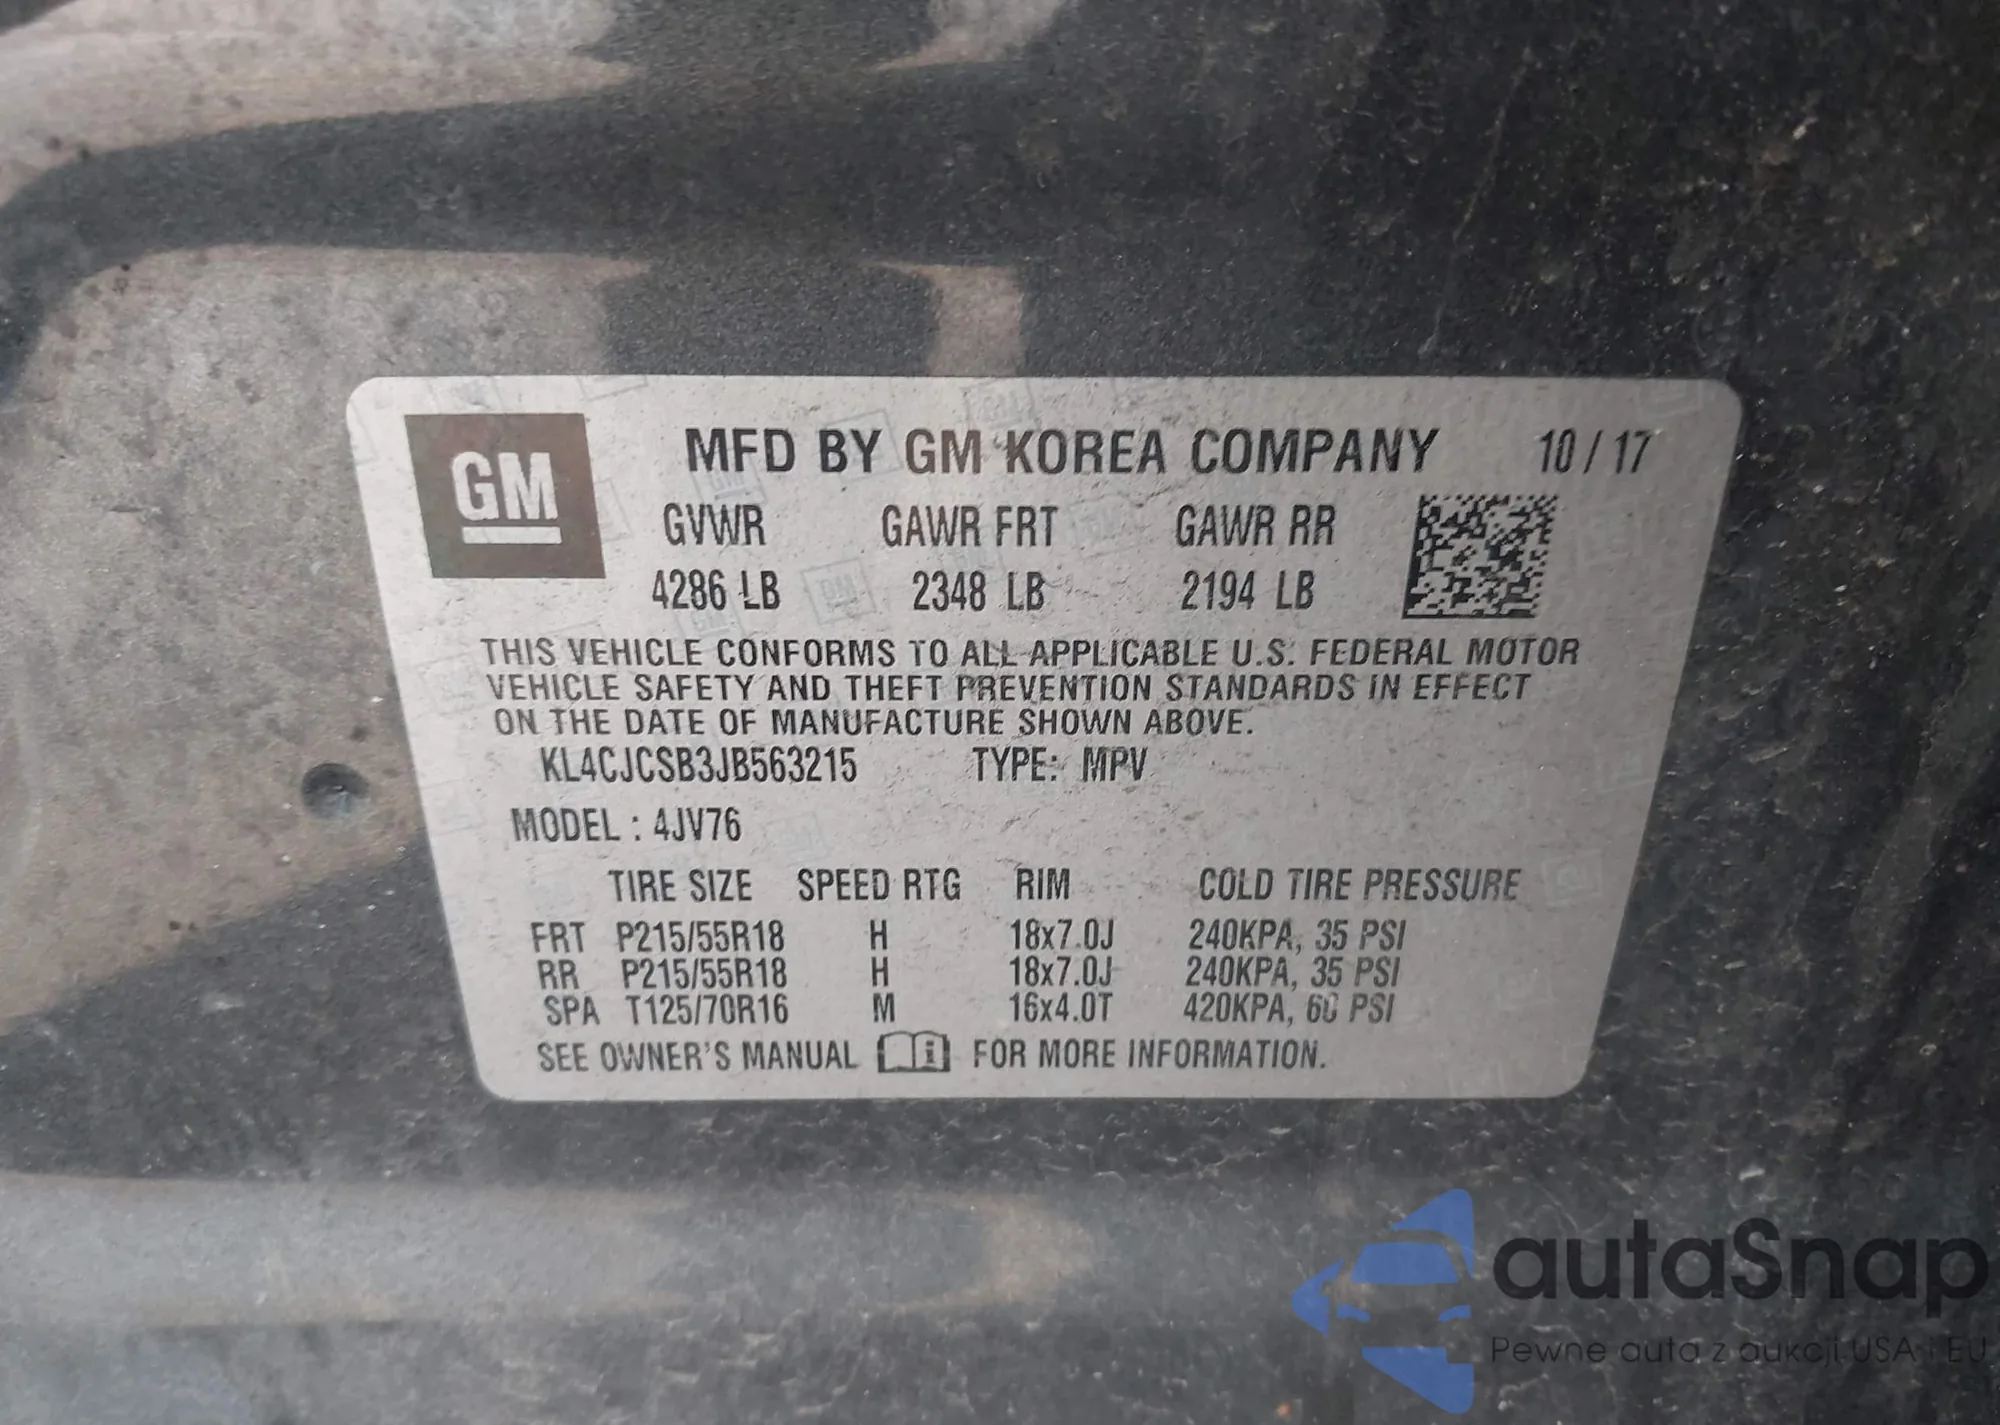 GM
MFD BY GM KOREA COMPANY 10 / 17
GVWR GAWR FRT GAWR RR
4286 LB 2348 LB 2194 LB
THIS VEHICLE CONFORMS TO ALL APPLICABLE U.S. FEDERAL MOTOR
VEHICLE SAFETY AND THEFT PREVENTION STANDARDS IN EFFECT
ON THE DATE OF MANUFACTURE SHOWN ABOVE.
KL4CJCSB3JB563215 TYPE: MPV
MODEL : 4JV76
TIRE SIZE SPEED RTG RIM COLD TIRE PRESSURE
FRT P215/55R18 H 18x7.0J 240KPA, 35 PSI
RR P215/55R18 H 18x7.0J 240KPA, 35 PSI
SPA T125/70R16 M 16x4.0T 420KPA, 60 PSI
SEE OWNER'S MANUAL FOR MORE INFORMATION.
autaSnap
Pewne auta z aukcji USA i EU